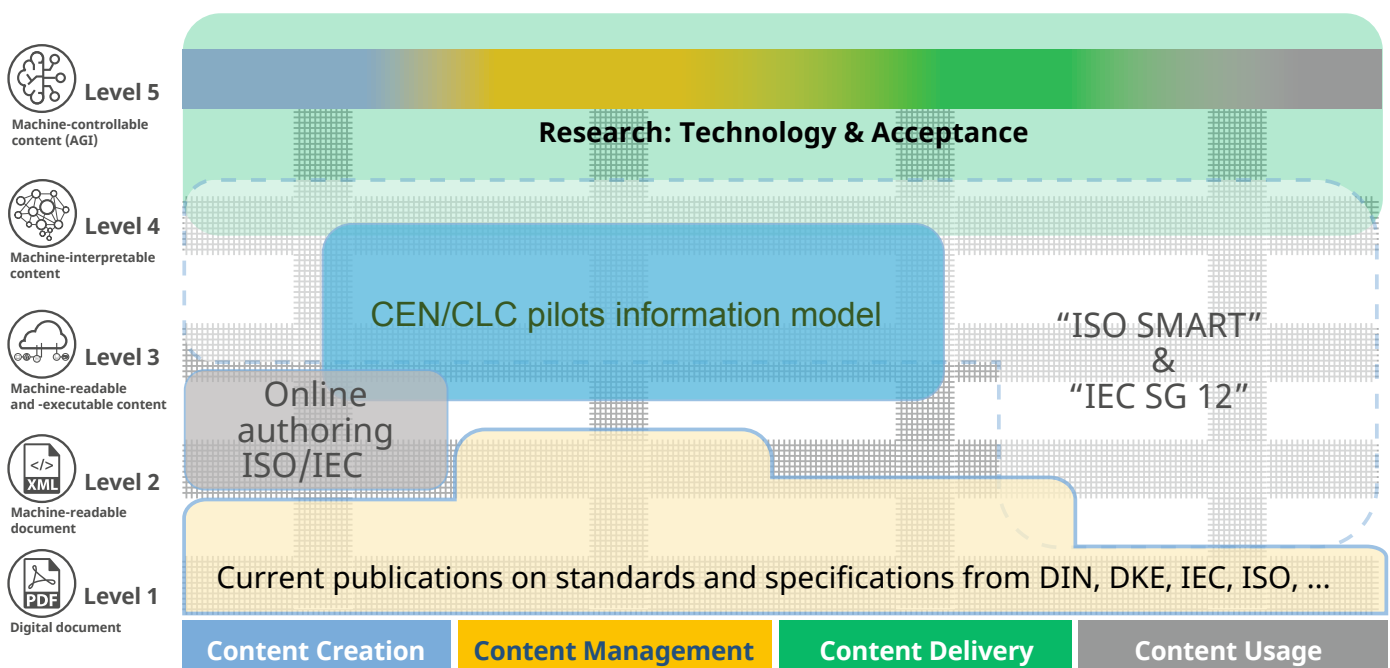 Level 5
Machine-controllable
content (AGI)
Research: Technology & Acceptance
Level 4
Machine-interpretable
content
CEN/CLC pilots information model
"ISO SMART"
&
"IEC SG 12"
Level 3
Machine-readable
and -executable content
Online
authoring
ISO/IEC
</>
XML
Level 2
Machine-readable
document
PDF
Level 1
Digital document
Current publications on standards and specifications from DIN, DKE, IEC, ISO, ...
Content Creation
Content Management
Content Delivery
Content Usage